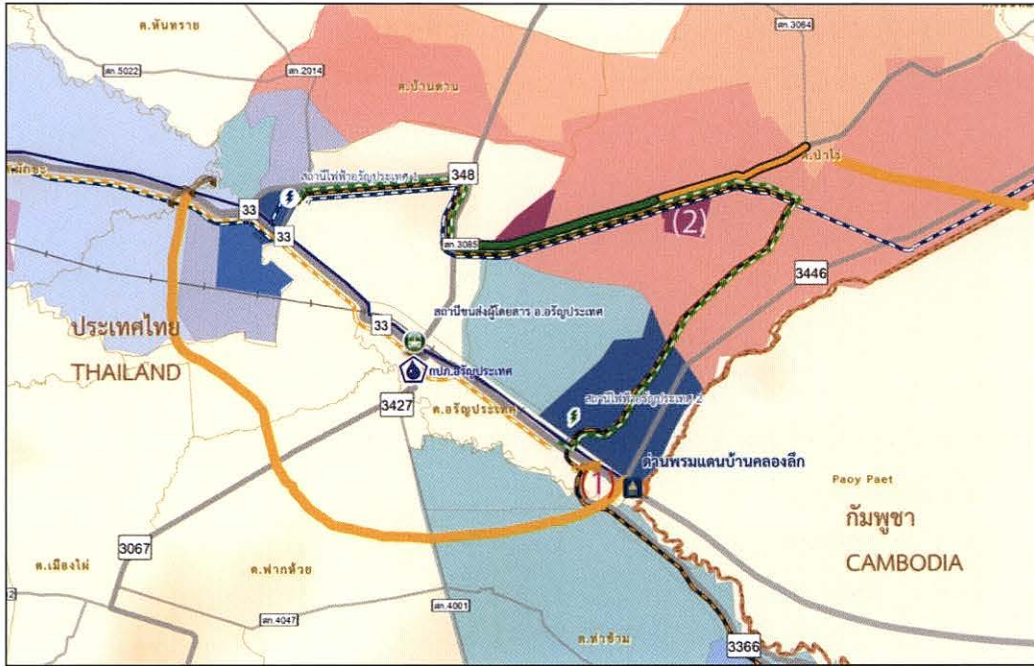 ต.หันทราย
สก.3064
สก.5022
สก.2014
ต.บ้านด่าน
ต.ป่าไร่
สถานีไฟฟ้าอรัญประเทศ 1
348
33
33
(2)
สก.3085
3446
สถานีขนส่งผู้โดยสาร อ.อรัญประเทศ
33
ประเทศไทย
THAILAND
กปภ.อรัญประเทศ
3427
ต.อรัญประเทศ
สถานีไฟฟ้าอรัญประเทศ 2
ด่านพรมแดนบ้านคลองลึก
1
Paoy Paet
กัมพูชา
CAMBODIA
3067
ต.เมืองไผ่
ต.ฟากห้วย
สก.4001
สก.4047
ต.ท่าข้าม
3366